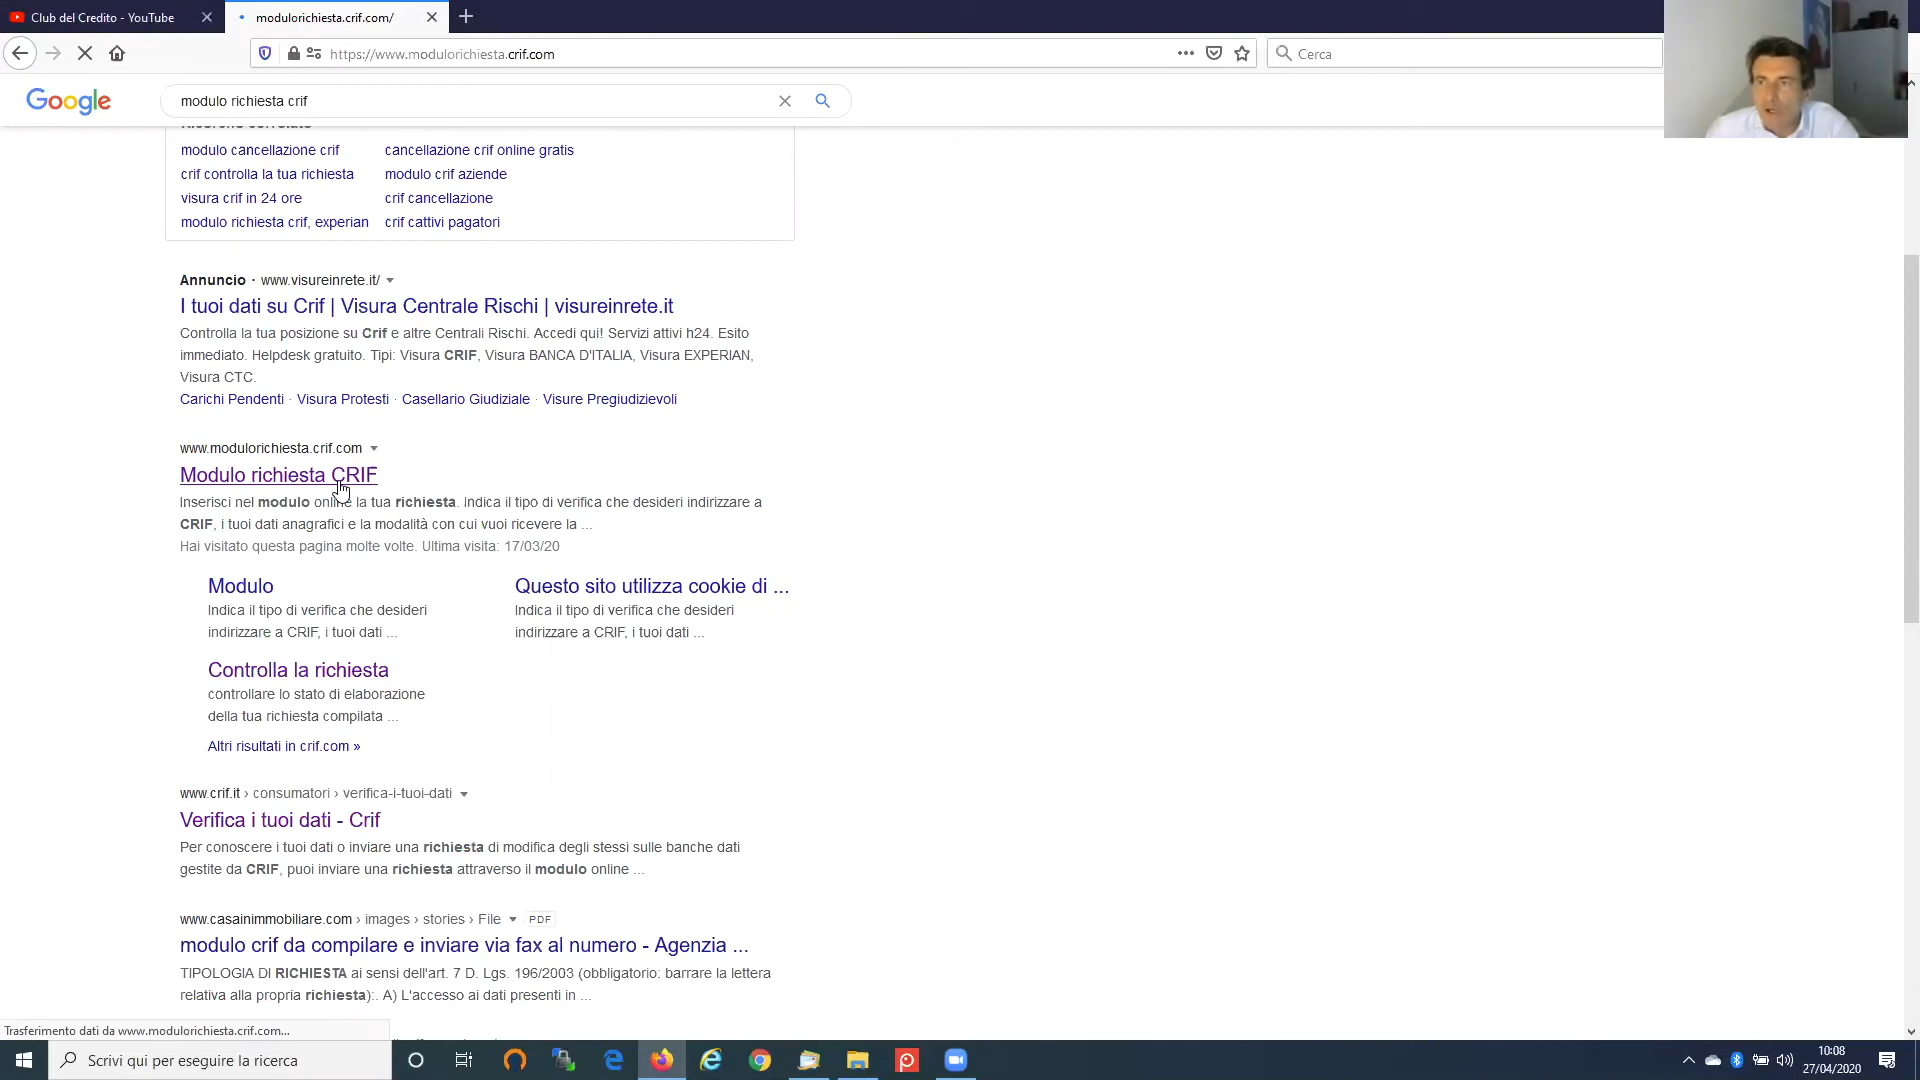 Club del Credito - YouTube
modulorichiesta.crif.com/
https://www.modulorichiesta.crif.com
Cerca
Google
modulo richiesta crif
Ricerche correlate
modulo cancellazione crif
cancellazione crif online gratis
crif controlla la tua richiesta
modulo crif aziende
visura crif in 24 ore
crif cancellazione
modulo richiesta crif, experian
crif cattivi pagatori
Annuncio · www.visureinrete.it/
I tuoi dati su Crif | Visura Centrale Rischi | visureinrete.it
Controlla la tua posizione su Crif e altre Centrali Rischi. Accedi qui! Servizi attivi h24. Esito
immediato. Helpdesk gratuito. Tipi: Visura CRIF, Visura BANCA D'ITALIA, Visura EXPERIAN,
Visura CTC.
Carichi Pendenti · Visura Protesti · Casellario Giudiziale · Visure Pregiudizievoli
www.modulorichiesta.crif.com
Modulo richiesta CRIF
Inserisci nel modulo online la tua richiesta. Indica il tipo di verifica che desideri indirizzare a
CRIF, i tuoi dati anagrafici e la modalità con cui vuoi ricevere la ...
Hai visitato questa pagina molte volte. Ultima visita: 17/03/20
Modulo
Indica il tipo di verifica che desideri
indirizzare a CRIF, i tuoi dati ...
Questo sito utilizza cookie di ...
Indica il tipo di verifica che desideri
indirizzare a CRIF, i tuoi dati ...
Controlla la richiesta
controllare lo stato di elaborazione
della tua richiesta compilata ...
Altri risultati in crif.com »
www.crif.it › consumatori › verifica-i-tuoi-dati
Verifica i tuoi dati - Crif
Per conoscere i tuoi dati o inviare una richiesta di modifica degli stessi sulle banche dati
gestite da CRIF, puoi inviare una richiesta attraverso il modulo online ...
www.casainimmobiliare.com › images › stories › File PDF
modulo crif da compilare e inviare via fax al numero - Agenzia ...
TIPOLOGIA DI RICHIESTA ai sensi dell'art. 7 D. Lgs. 196/2003 (obbligatorio: barrare la lettera
relativa alla propria richiesta):. A) L'accesso ai dati presenti in ...
Trasferimento dati da www.modulorichiesta.crif.com...
Scrivi qui per eseguire la ricerca
10:08
27/04/2020